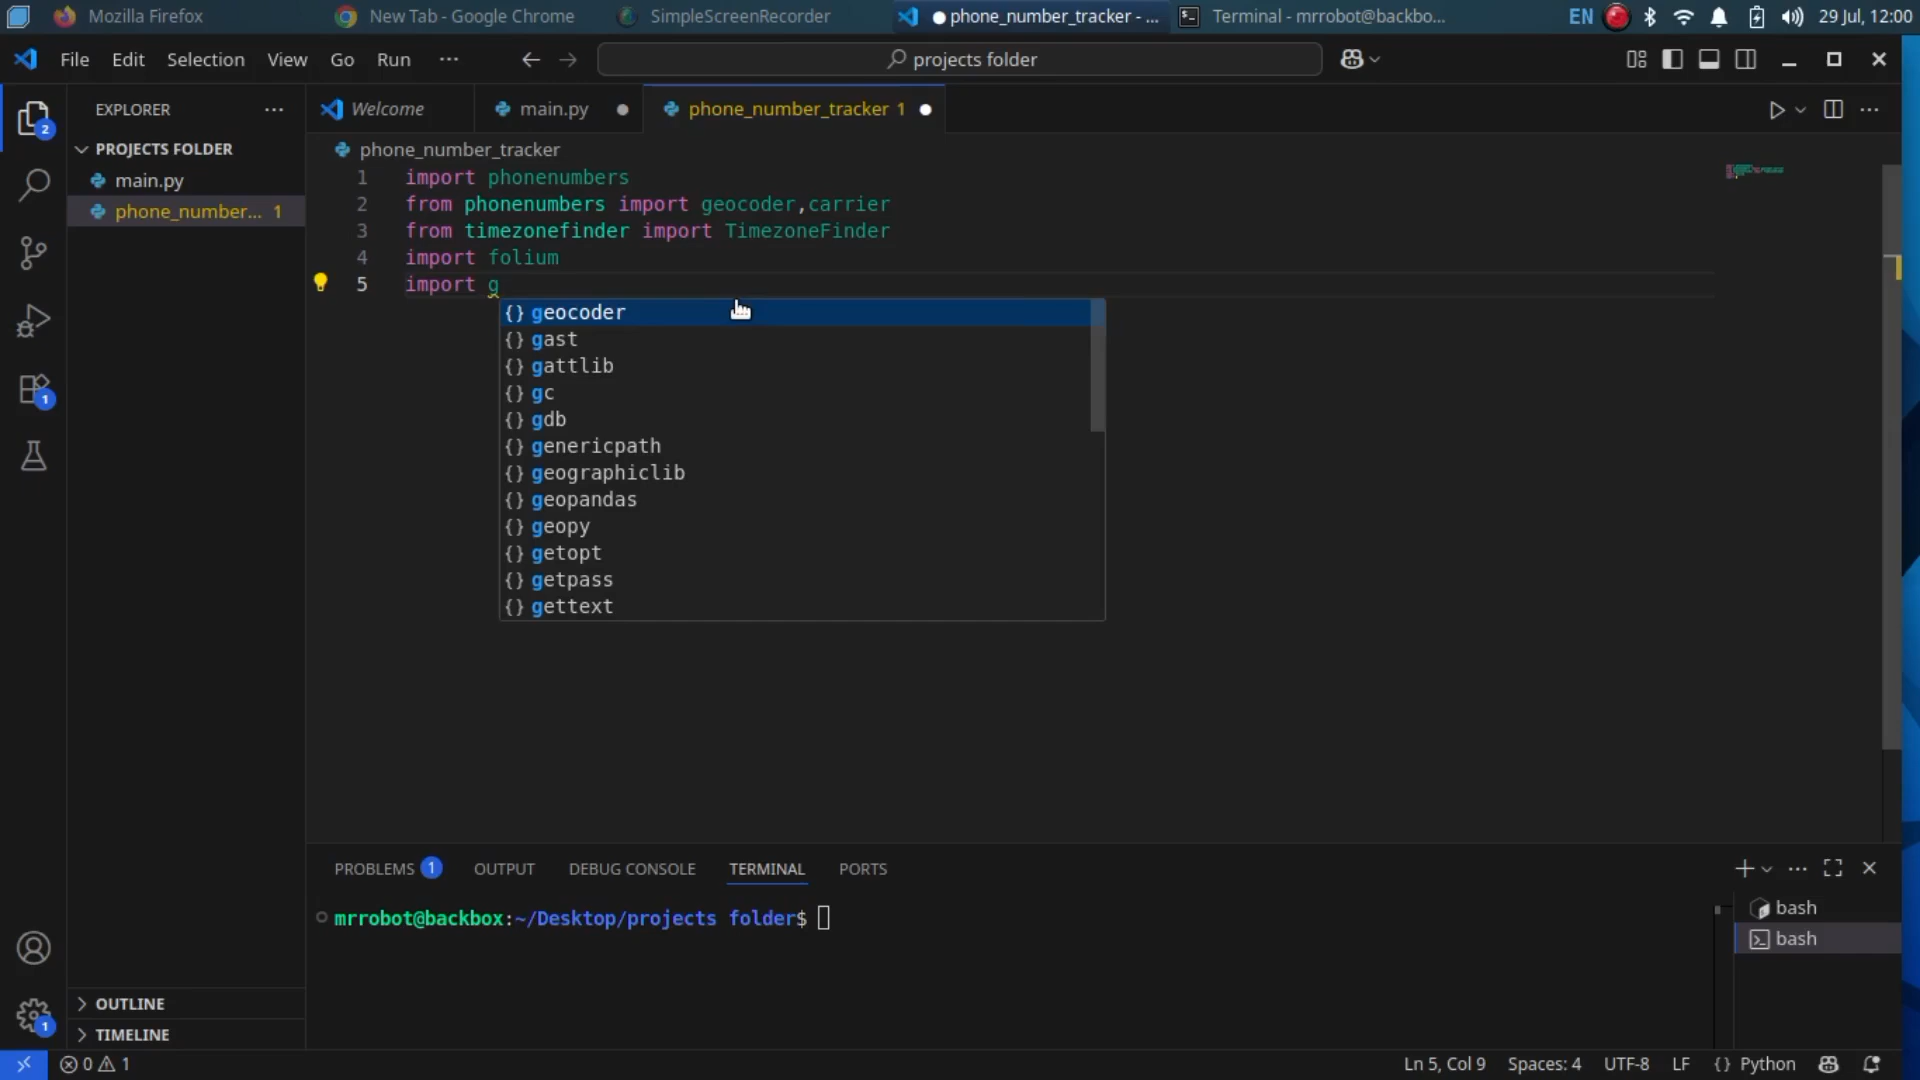 Mozilla Firefox
New Tab - Google Chrome
SimpleScreenRecorder
phone_number_tracker - ...
Terminal - mrrobot@backbo...
EN
29 Jul, 12:00
File Edit Selection View Go Run ...
projects folder
EXPLORER
Welcome
main.py
phone_number_tracker 1
PROJECTS FOLDER
main.py
phone_number... 1
2
1
1
phone_number_tracker
1 import phonenumbers
2 from phonenumbers import geocoder,carrier
3 from timezonefinder import TimezoneFinder
4 import folium
5 import g
{} geocoder
{} gast
{} gattlib
{} gc
{} gdb
{} genericpath
{} geographiclib
{} geopandas
{} geopy
{} getopt
{} getpass
{} gettext
PROBLEMS 1 OUTPUT DEBUG CONSOLE TERMINAL PORTS
mrrobot@backbox:~/Desktop/projects folder$
bash
bash
OUTLINE
TIMELINE
0 1
Ln 5, Col 9 Spaces: 4 UTF-8 LF {} Python